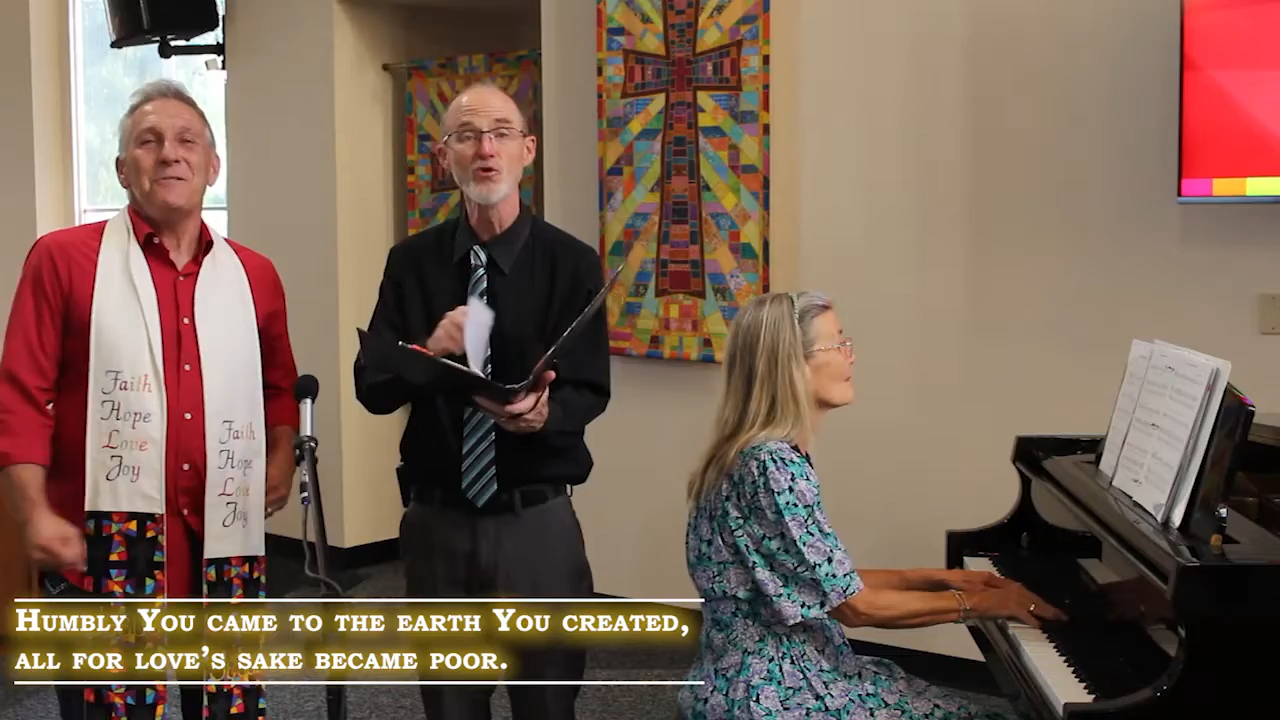 Faith
Hope
Love
Joy
Faith
Hope
Love
Joy
Humbly You came to the earth You created,
all for love's sake became poor.